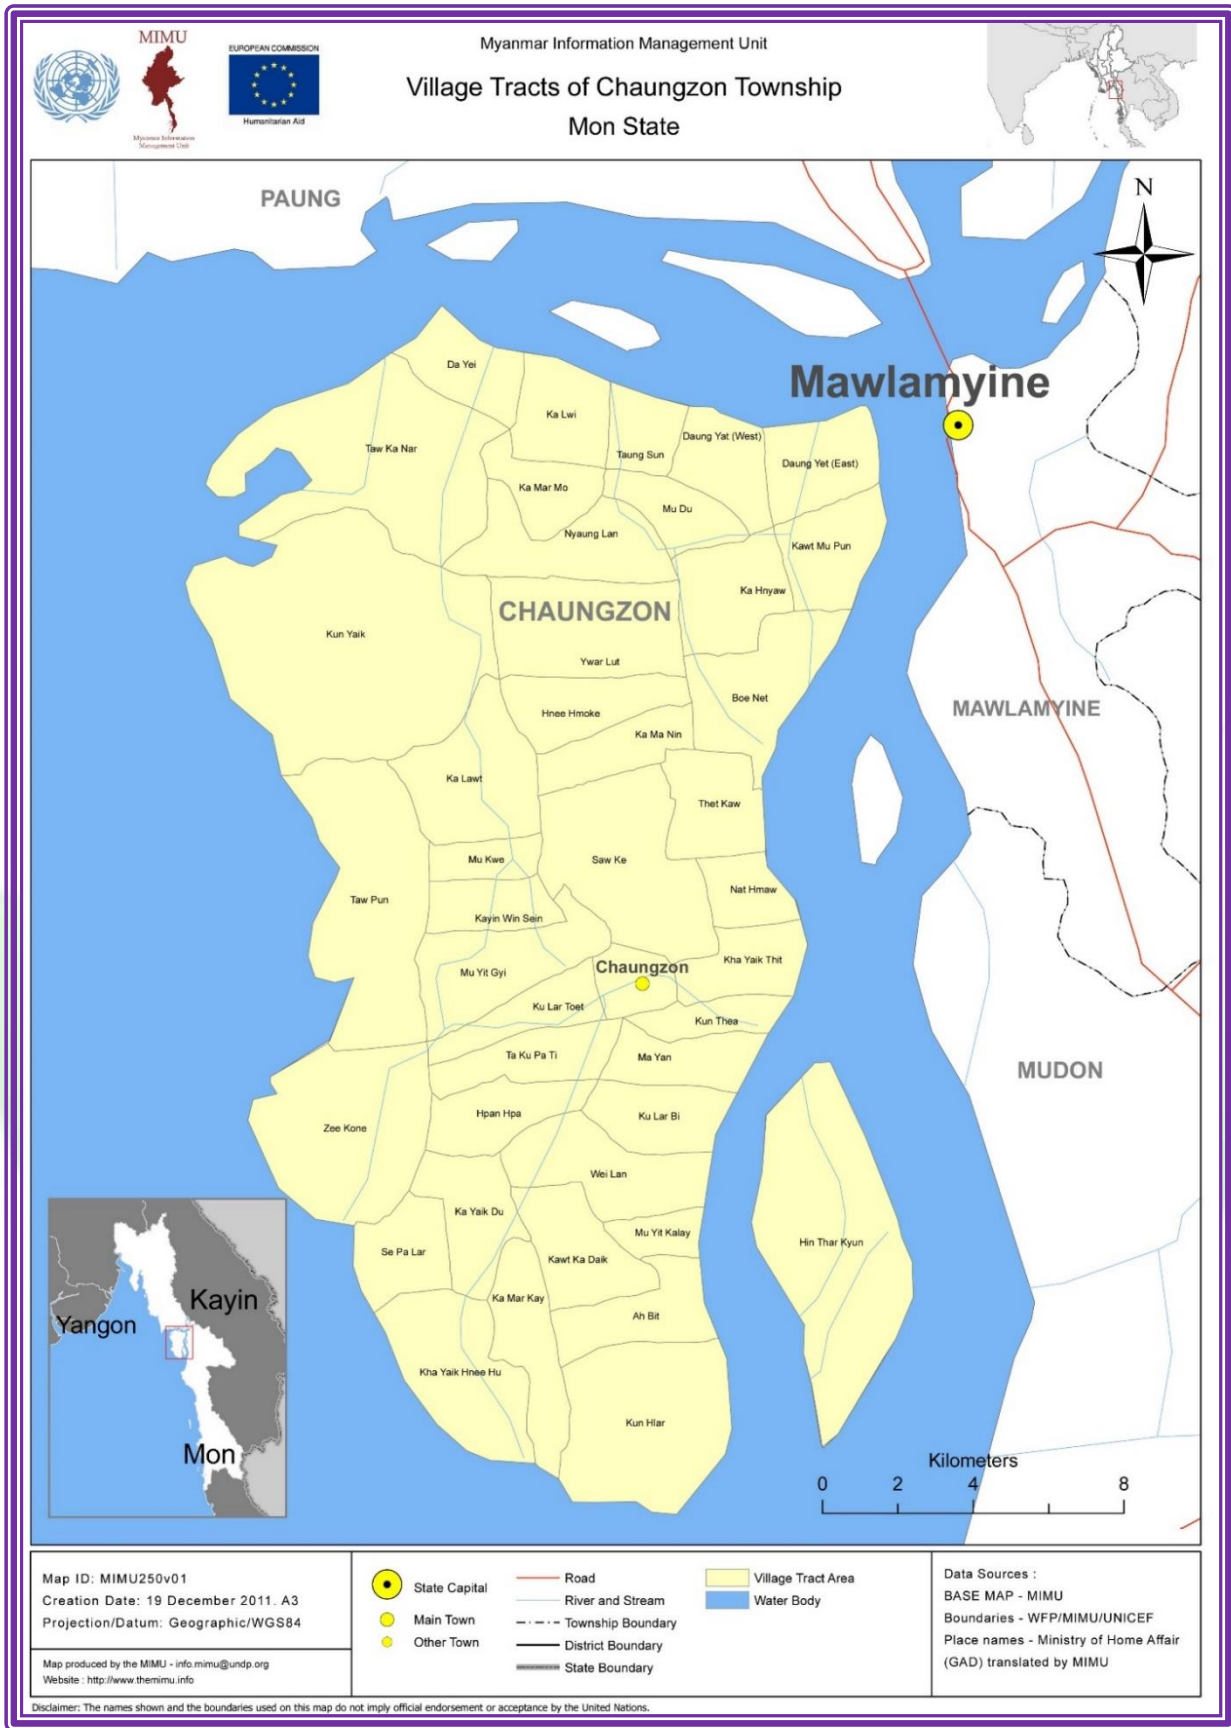 MIMU
Myanmar Information
Management Unit
EUROPEAN COMMISSION
Humanitarian Aid
Myanmar Information Management Unit
Village Tracts of Chaungzon Township
Mon State
PAUNG
N
Da Yei
Mawlamyine
Ka Lwi
Daung Yat (West)
Taw Ka Nar
Taung Sun
Daung Yet (East)
Ka Mar Mo
Mu Du
Nyaung Lan
Kawt Mu Pun
Ka Hnyaw
CHAUNGZON
Kun Yaik
Ywar Lut
Boe Net
MAWLAMYINE
Hnee Hmoke
Ka Ma Nin
Ka Lawt
Thet Kaw
Mu Kwe
Saw Ke
Nat Hmaw
Taw Pun
Kayin Win Sein
Kha Yaik Thit
Chaungzon
Mu Yit Gyi
Ku Lar Toet
Kun Thea
Ta Ku Pa Ti
Ma Yan
MUDON
Hpan Hpa
Ku Lar Bi
Zee Kone
Wei Lan
Ka Yaik Du
Mu Yit Kalay
Hin Thar Kyun
Se Pa Lar
Kawt Ka Daik
Ka Mar Kay
Kayin
Yangon
Ah Bit
Kha Yaik Hnee Hu
Kun Hlar
Mon
Kilometers
0 2 4 8
Map ID: MIMU250v01
Creation Date: 19 December 2011. A3
Projection/Datum: Geographic/WGS84
Map produced by the MIMU - info.mimu@undp.org
Website : http://www.themimu.info
State Capital
Main Town
Other Town
Road
River and Stream
Township Boundary
District Boundary
State Boundary
Village Tract Area
Water Body
Data Sources :
BASE MAP - MIMU
Boundaries - WFP/MIMU/UNICEF
Place names - Ministry of Home Affair
(GAD) translated by MIMU
Disclaimer: The names shown and the boundaries used on this map do not imply official endorsement or acceptance by the United Nations.